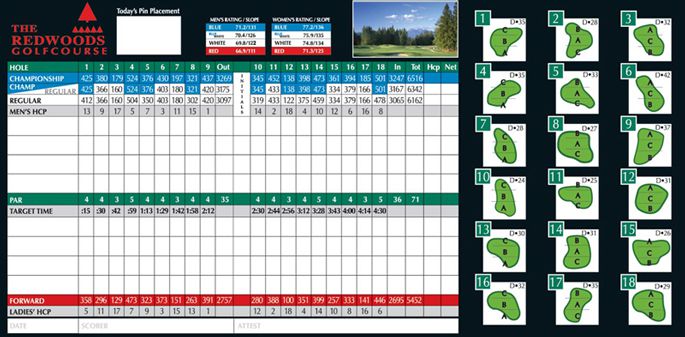 THE
REDWOODS
GOLFCOURSE
Today's Pin Placement
MEN'S RATING / SLOPE
BLUE 71.2/131
BLUE WHITE 70.4/126
WHITE 69.8/122
RED 66.9/111
WOMEN'S RATING / SLOPE
BLUE 77.2/136
BLUE WHITE 75.9/135
WHITE 74.8/134
RED 71.3/125
HOLE 1 2 3 4 5 6 7 8 9 Out INITIALS 10 11 12 13 14 15 16 17 18 In Tot Hcp Net
CHAMPIONSHIP 425 380 179 524 376 430 197 321 437 3269 345 452 138 398 473 361 394 185 501 3247 6516
CHAMP REGULAR 425 366 160 524 376 403 180 321 420 3175 345 433 138 398 473 334 379 166 501 3167 6342
REGULAR 412 366 160 504 350 403 180 302 420 3097 319 433 122 375 459 334 379 166 478 3065 6162
MEN'S HCP 13 9 17 5 7 3 11 15 1 14 2 18 4 10 12 6 16 8
PAR 4 4 3 5 4 4 3 4 4 35 4 4 3 4 5 4 4 3 5 36 71
TARGET TIME :15 :30 :42 :59 1:13 1:29 1:42 1:58 2:12 2:30 2:44 2:56 3:12 3:28 3:43 4:00 4:14 4:30
FORWARD 358 296 129 473 323 373 151 263 391 2757 280 388 100 351 399 257 333 141 446 2695 5452
LADIES' HCP 5 11 17 7 9 3 15 13 1 12 2 18 4 14 10 8 16 6
DATE SCORER ATTEST
1 D•35 C B A
2 D•28 B A C
3 D•32 A C B
4 D•35 C B A
5 D•33 B A C
6 D•42 A C B
7 D•28 C B A
8 D•27 B A C
9 D•37 A C B
10 D•24 C B A
11 D•25 B A C
12 D•31 A C B
13 D•30 C B A
14 D•31 B A C
15 D•26 A C B
16 D•32 C B A
17 D•35 B A C
18 D•29 A C B